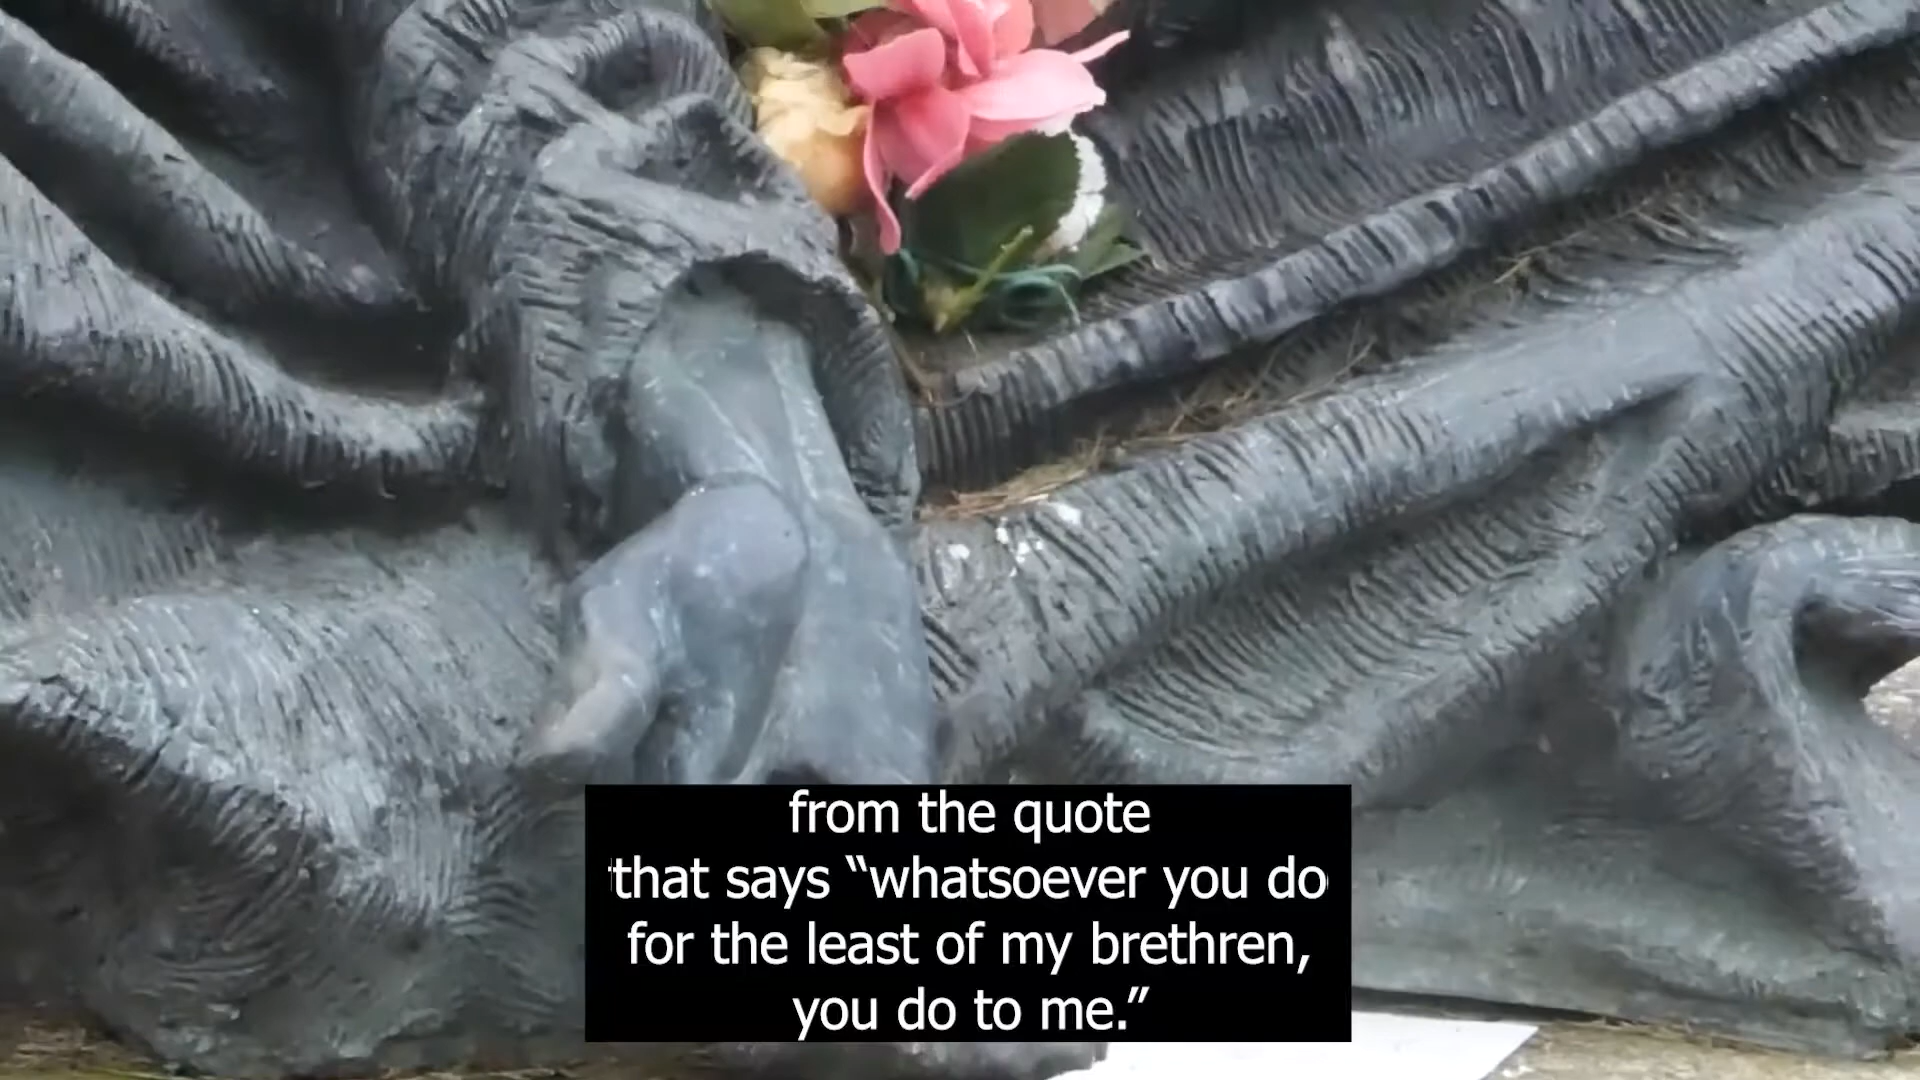 from the quote
that says “whatsoever you do
for the least of my brethren,
you do to me.”